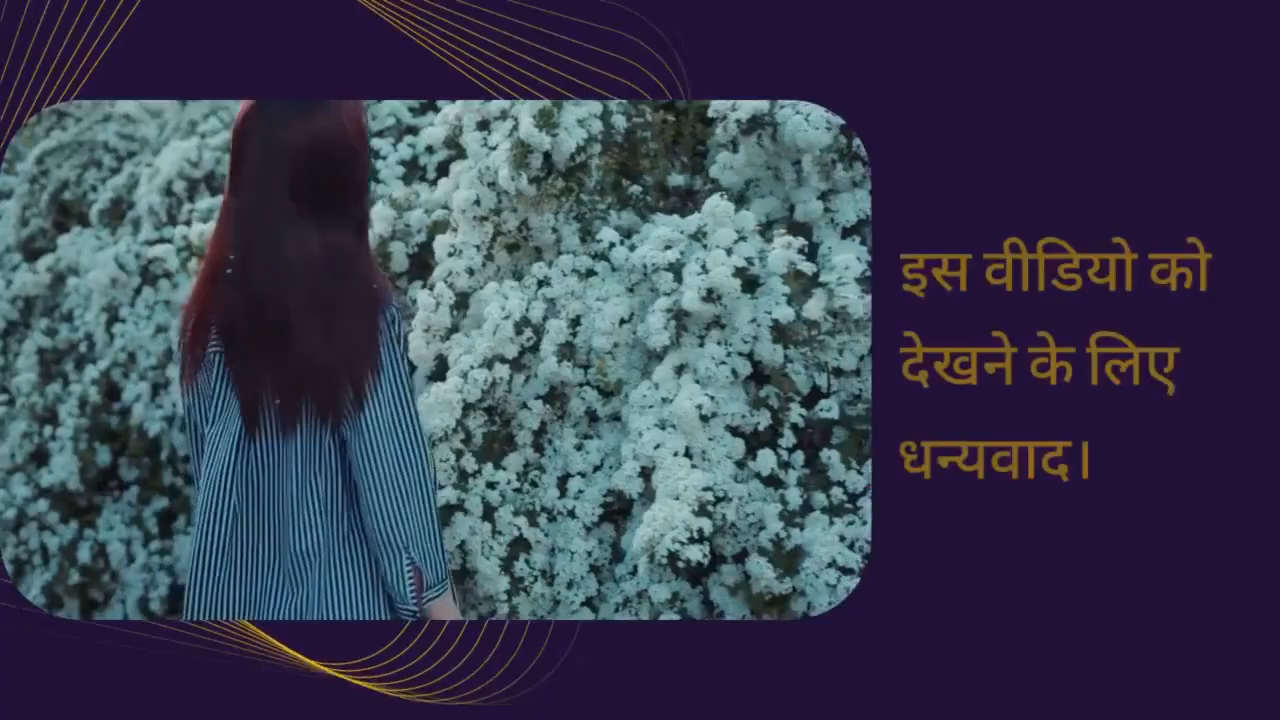 इस वीडियो को
देखने के लिए
धन्यवाद।